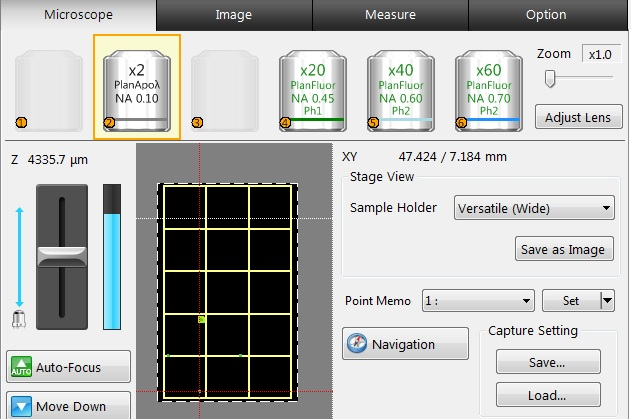 Microscope
Image
Measure
Option
x2
PlanApoλ
NA 0.10
x20
PlanFluor
NA 0.45
Ph1
x40
PlanFluor
NA 0.60
Ph2
x60
PlanFluor
NA 0.70
Ph2
1
2
3
4
5
6
Zoom
x1.0
Adjust Lens
Z 4335.7 µm
XY 47.424 / 7.184 mm
Stage View
Sample Holder
Versatile (Wide)
Save as Image
Point Memo
1 :
Set
Navigation
Capture Setting
AUTO
Auto-Focus
Save...
Move Down
Load...